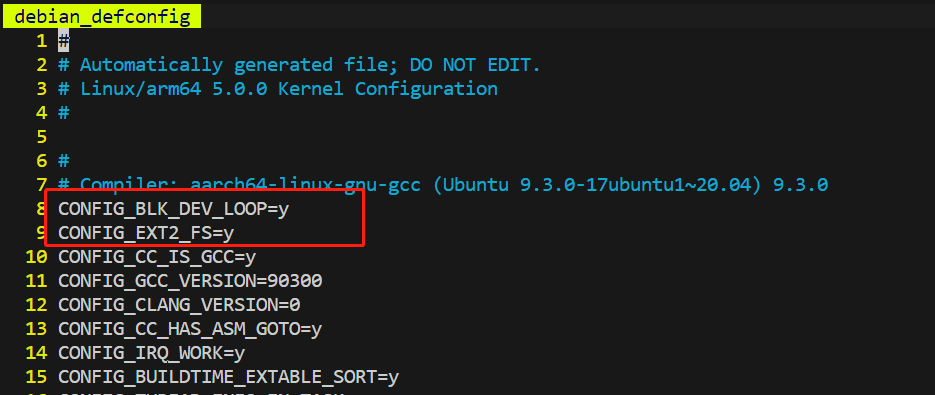 debian_defconfig
1 #
2 # Automatically generated file; DO NOT EDIT.
3 # Linux/arm64 5.0.0 Kernel Configuration
4 #
5
6 #
7 # Compiler: aarch64-linux-gnu-gcc (Ubuntu 9.3.0-17ubuntu1~20.04) 9.3.0
8 CONFIG_BLK_DEV_LOOP=y
9 CONFIG_EXT2_FS=y
10 CONFIG_CC_IS_GCC=y
11 CONFIG_GCC_VERSION=90300
12 CONFIG_CLANG_VERSION=0
13 CONFIG_CC_HAS_ASM_GOTO=y
14 CONFIG_IRQ_WORK=y
15 CONFIG_BUILDTIME_EXTABLE_SORT=y